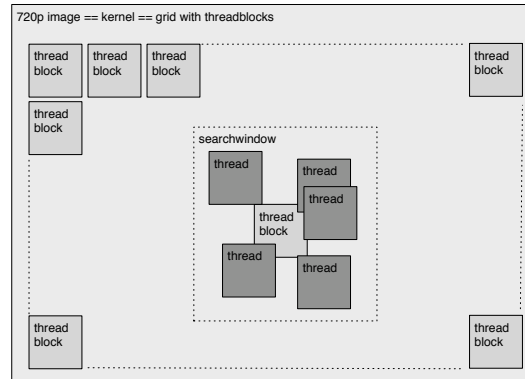 720p image == kernel == grid with threadblocks
thread
block
thread
block
thread
block
thread
block
thread
block
searchwindow
thread
thread
thread
thread
block
thread
thread
thread
block
thread
block